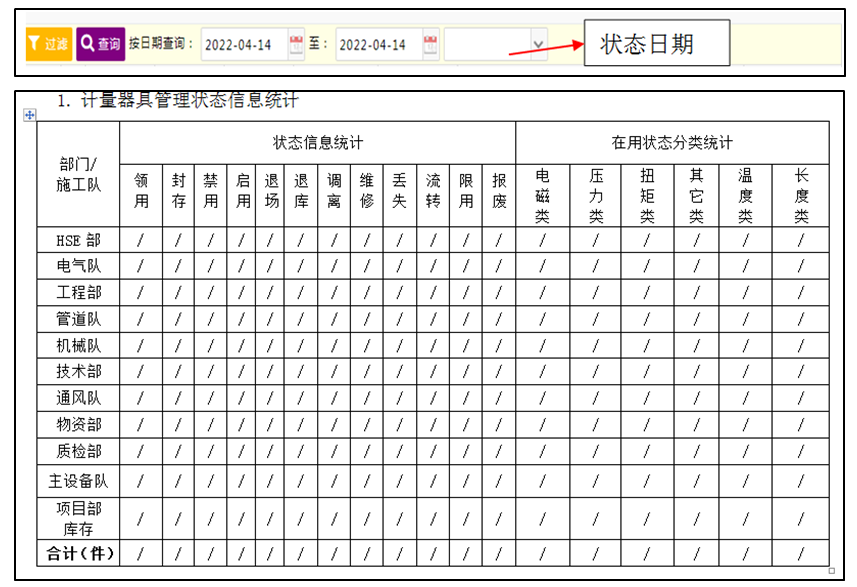 过滤 查询 按日期查询： 2022-04-14 至： 2022-04-14 状态日期
1. 计量器具管理状态信息统计
部门/施工队 状态信息统计 在用状态分类统计
领用 封存 禁用 启用 退场 退库 调离 维修 丢失 流转 限用 报废 电磁类 压力类 扭矩类 其它类 温度类 长度类
HSE 部 / / / / / / / / / / / / / / / / / /
电气队 / / / / / / / / / / / / / / / / / /
工程部 / / / / / / / / / / / / / / / / / /
管道队 / / / / / / / / / / / / / / / / / /
机械队 / / / / / / / / / / / / / / / / / /
技术部 / / / / / / / / / / / / / / / / / /
通风队 / / / / / / / / / / / / / / / / / /
物资部 / / / / / / / / / / / / / / / / / /
质检部 / / / / / / / / / / / / / / / / / /
主设备队 / / / / / / / / / / / / / / / / / /
项目部库存 / / / / / / / / / / / / / / / / / /
合计(件) / / / / / / / / / / / / / / / / / /